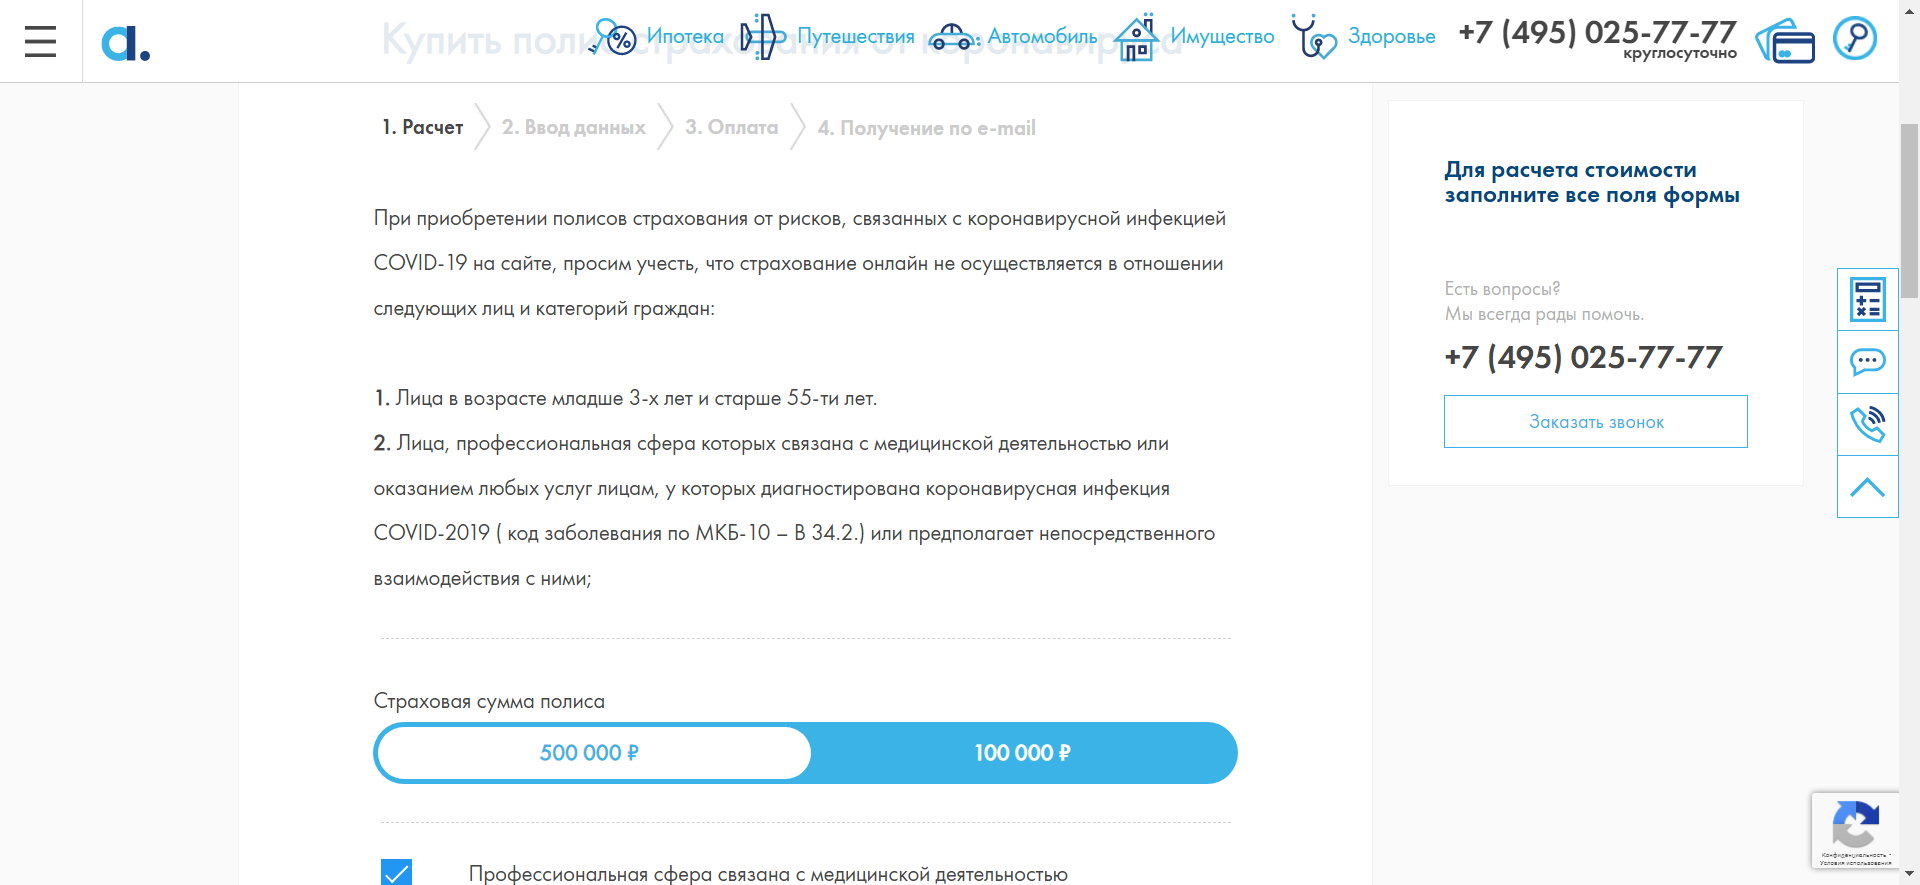 Купить полис страхования от коронавируса
Ипотека
Путешествия
Автомобиль
Имущество
Здоровье
+7 (495) 025-77-77
круглосуточно
1. Расчет
2. Ввод данных
3. Оплата
4. Получение по e-mail
При приобретении полисов страхования от рисков, связанных с коронавирусной инфекцией
COVID-19 на сайте, просим учесть, что страхование онлайн не осуществляется в отношении
следующих лиц и категорий граждан:
1. Лица в возрасте младше 3-х лет и старше 55-ти лет.
2. Лица, профессиональная сфера которых связана с медицинской деятельностью или
оказанием любых услуг лицам, у которых диагностирована коронавирусная инфекция
COVID-2019 ( код заболевания по МКБ-10 – В 34.2.) или предполагает непосредственного
взаимодействия с ними;
Страховая сумма полиса
500 000 ₽
100 000 ₽
Профессиональная сфера связана с медицинской деятельностью
Для расчета стоимости
заполните все поля формы
Есть вопросы?
Мы всегда рады помочь.
+7 (495) 025-77-77
Заказать звонок
Конфиденциальность -
Условия использования